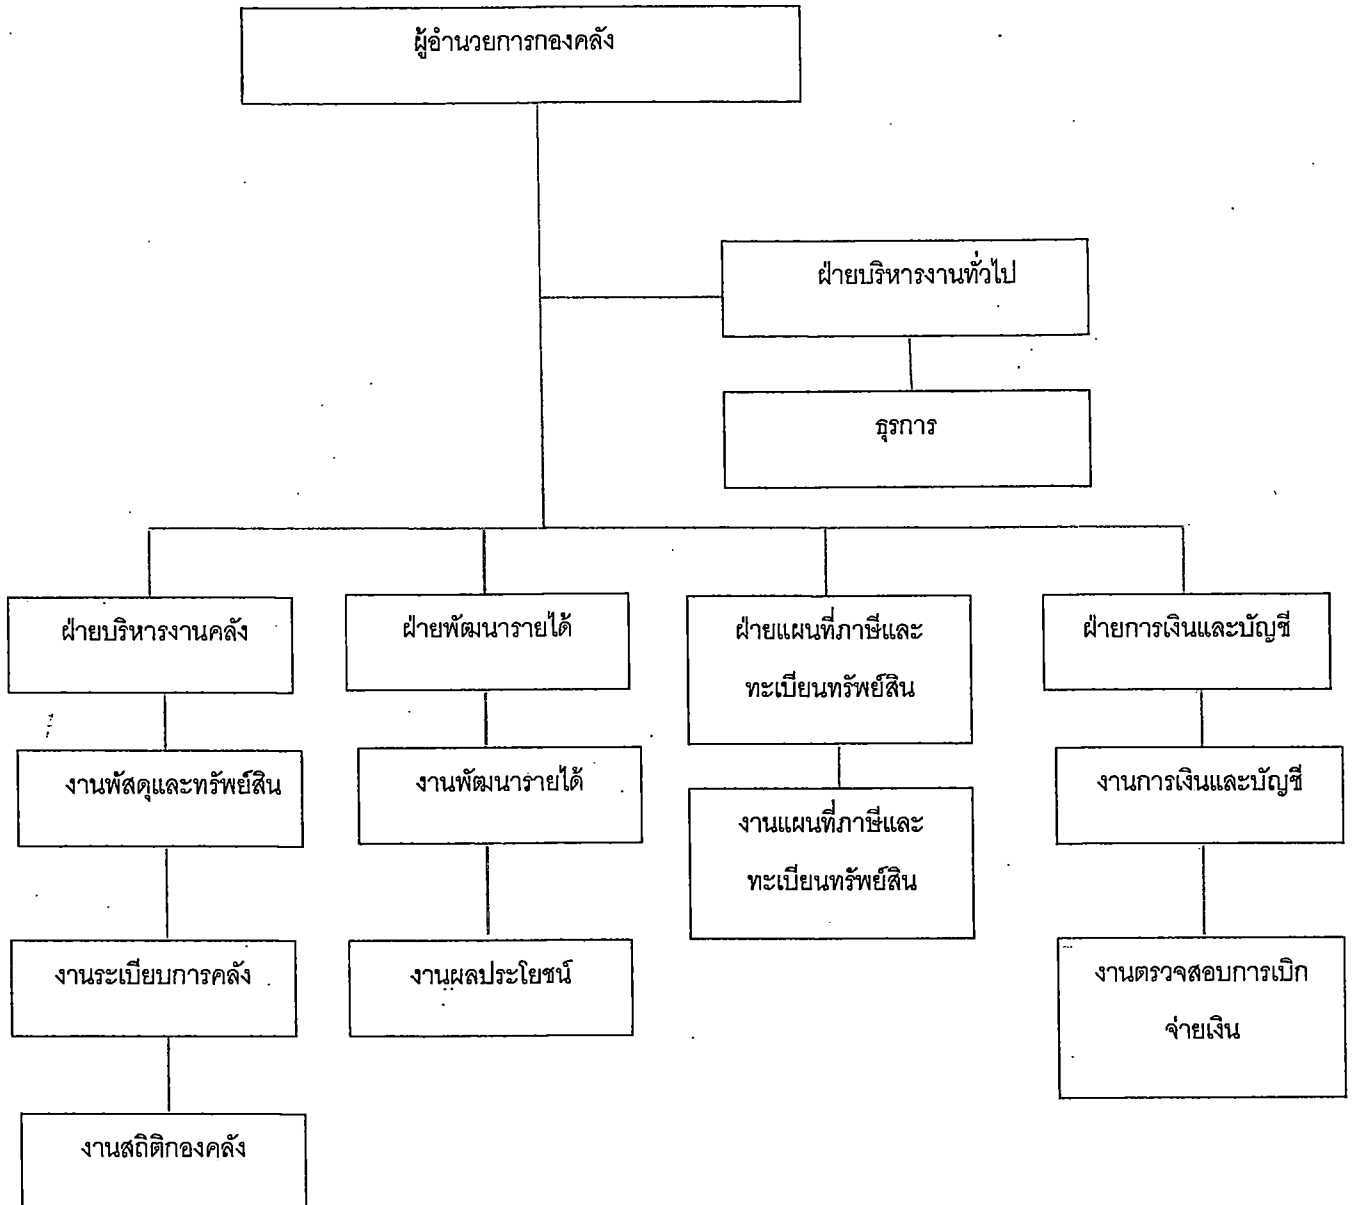 ผู้อำนวยการกองคลัง
ฝ่ายบริหารงานทั่วไป
ธุรการ
ฝ่ายบริหารงานคลัง
ฝ่ายพัฒนารายได้
ฝ่ายแผนที่ภาษีและ
ทะเบียนทรัพย์สิน
ฝ่ายการเงินและบัญชี
งานพัสดุและทรัพย์สิน
งานพัฒนารายได้
งานแผนที่ภาษีและ
ทะเบียนทรัพย์สิน
งานการเงินและบัญชี
งานระเบียบการคลัง
งานผลประโยชน์
งานตรวจสอบการเบิก
จ่ายเงิน
งานสถิติกองคลัง